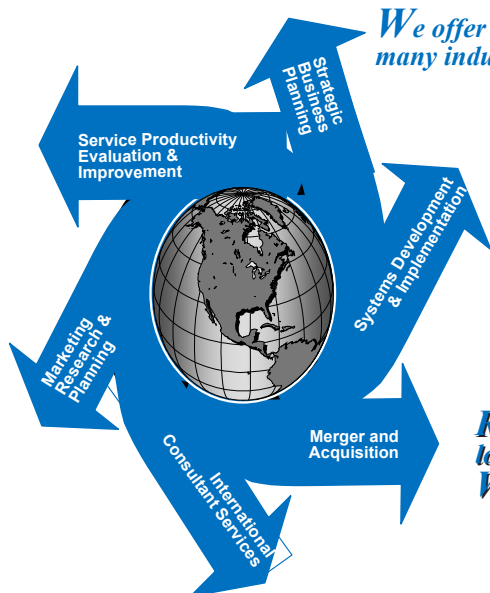 We offer
many indu
Strategic
Business
Planning
Service Productivity
Evaluation &
Improvement
Systems Development
& Implementation
Marketing
Research &
Planning
Merger and
Acquisition
International
Consultant Services